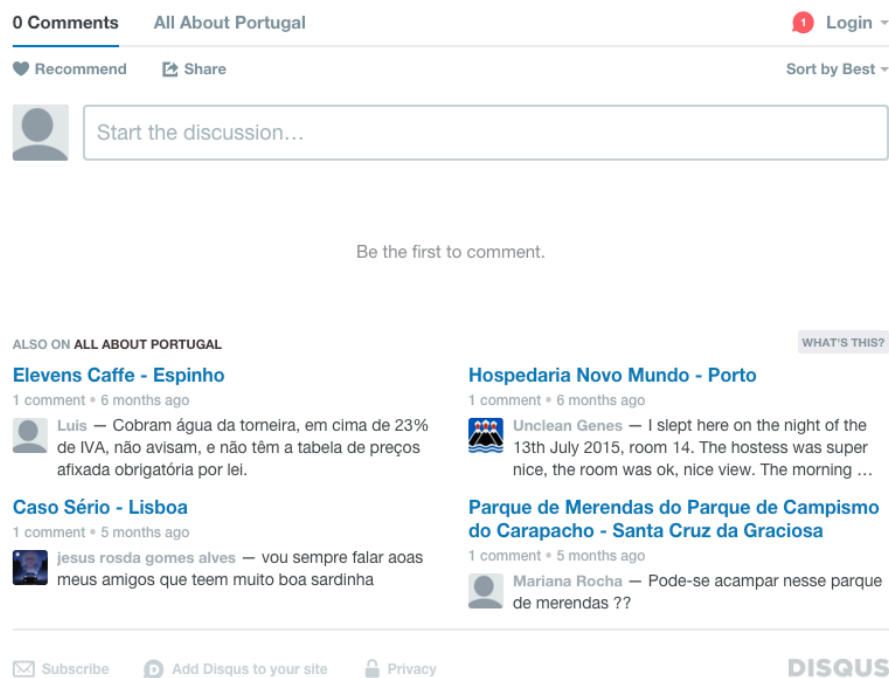 0 Comments All About Portugal 1 Login
Recommend Share Sort by Best
Start the discussion…
Be the first to comment.
ALSO ON ALL ABOUT PORTUGAL WHAT'S THIS?
Elevens Caffe - Espinho
1 comment • 6 months ago
Luis — Cobram água da torneira, em cima de 23%
de IVA, não avisam, e não têm a tabela de preços
afixada obrigatória por lei.
Hospedaria Novo Mundo - Porto
1 comment • 6 months ago
Unclean Genes — I slept here on the night of the
13th July 2015, room 14. The hostess was super
nice, the room was ok, nice view. The morning …
Caso Sério - Lisboa
1 comment • 5 months ago
jesus rosda gomes alves — vou sempre falar aoas
meus amigos que teem muito boa sardinha
Parque de Merendas do Parque de Campismo
do Carapacho - Santa Cruz da Graciosa
1 comment • 5 months ago
Mariana Rocha — Pode-se acampar nesse parque
de merendas ??
Subscribe D Add Disqus to your site Privacy DISQUS